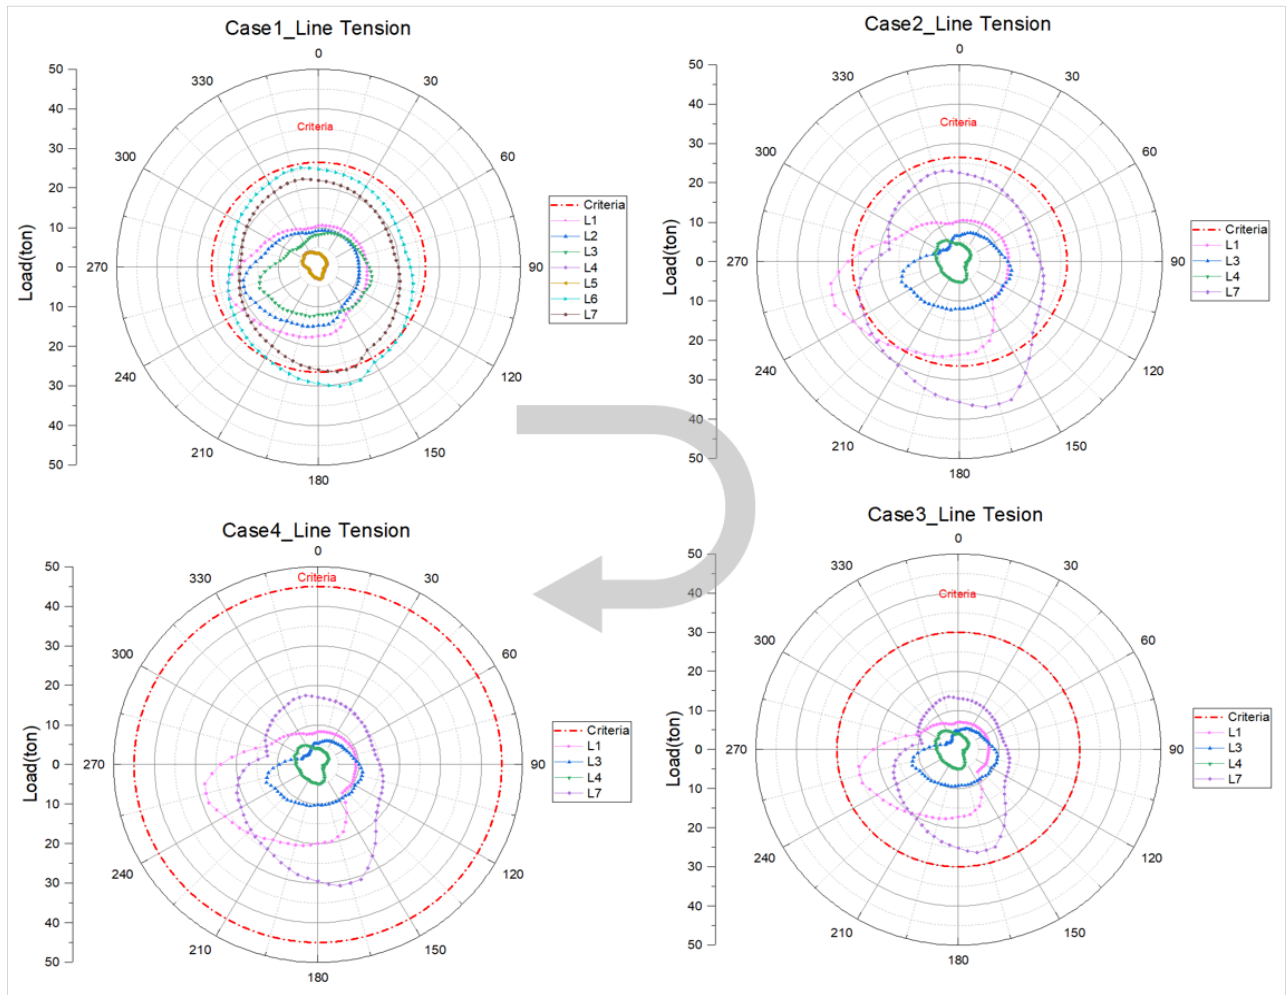 Case1_Line Tension
0
30
60
90
120
150
180
210
240
270
300
330
Criteria
Load(ton)
50
40
30
20
10
0
10
20
30
40
50
Criteria
L1
L2
L3
L4
L5
L6
L7
Case2_Line Tension
0
30
60
90
120
150
180
210
240
270
300
330
Criteria
Load(ton)
50
40
30
20
10
0
10
20
30
40
50
Criteria
L1
L3
L4
L7
Case4_Line Tension
0
30
60
90
120
150
180
210
240
270
300
330
Criteria
Load(ton)
50
40
30
20
10
0
10
20
30
40
50
Criteria
L1
L3
L4
L7
Case3_Line Tesion
0
30
60
90
120
150
180
210
240
270
300
330
Criteria
Load(ton)
50
40
30
20
10
0
10
20
30
40
50
Criteria
L1
L3
L4
L7